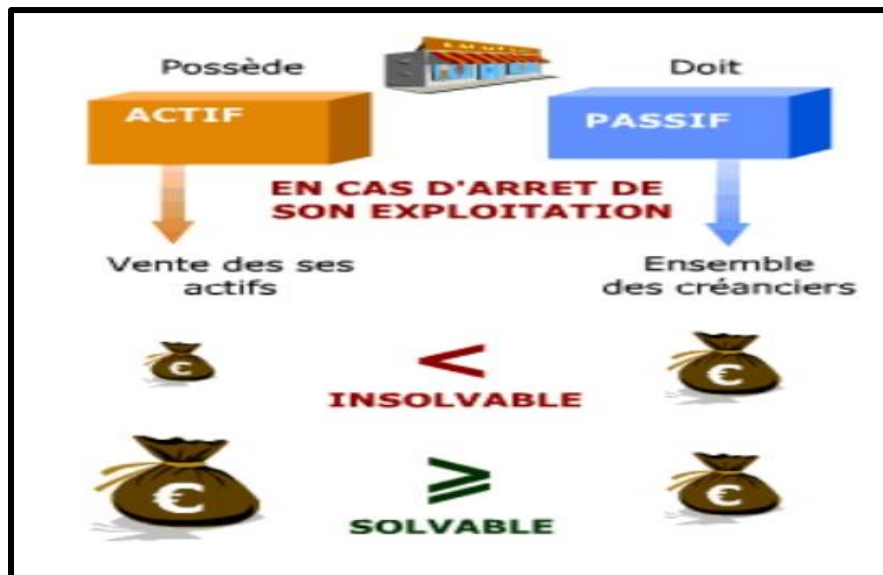 Possède
Doit
ACTIF
PASSIF
EN CAS D'ARRET DE
SON EXPLOITATION
Vente des ses
actifs
Ensemble
des créanciers
€
<
€
INSOLVABLE
€
≥
€
SOLVABLE